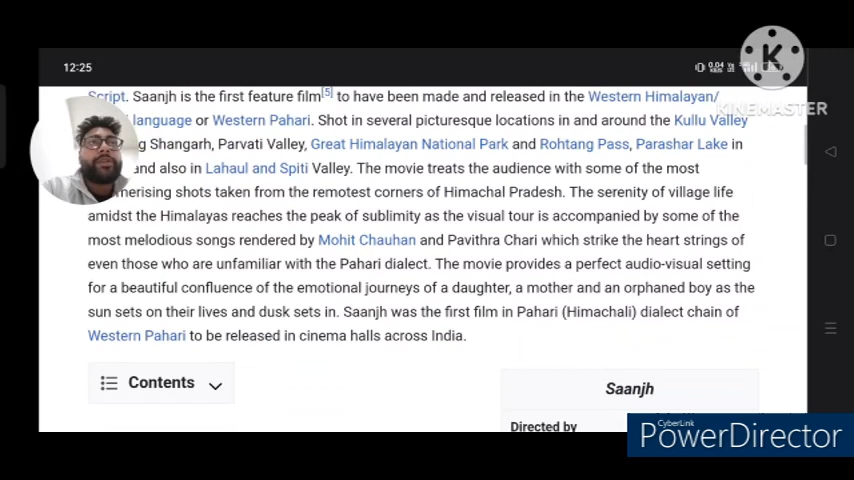 12:25
0.04
KINEMASTER
Script. Saanjh is the first feature film[5] to have been made and released in the Western Himalayan/
language or Western Pahari. Shot in several picturesque locations in and around the Kullu Valley
Shangarh, Parvati Valley, Great Himalayan National Park and Rohtang Pass, Parashar Lake in
and also in Lahaul and Spiti Valley. The movie treats the audience with some of the most
shots taken from the remotest corners of Himachal Pradesh. The serenity of village life
amidst the Himalayas reaches the peak of sublimity as the visual tour is accompanied by some of the
most melodious songs rendered by Mohit Chauhan and Pavithra Chari which strike the heart strings of
even those who are unfamiliar with the Pahari dialect. The movie provides a perfect audio-visual setting
for a beautiful confluence of the emotional journeys of a daughter, a mother and an orphaned boy as the
sun sets on their lives and dusk sets in. Saanjh was the first film in Pahari (Himachali) dialect chain of
Western Pahari to be released in cinema halls across India.
Contents
Saanjh
Directed by
CyberLink
PowerDirector